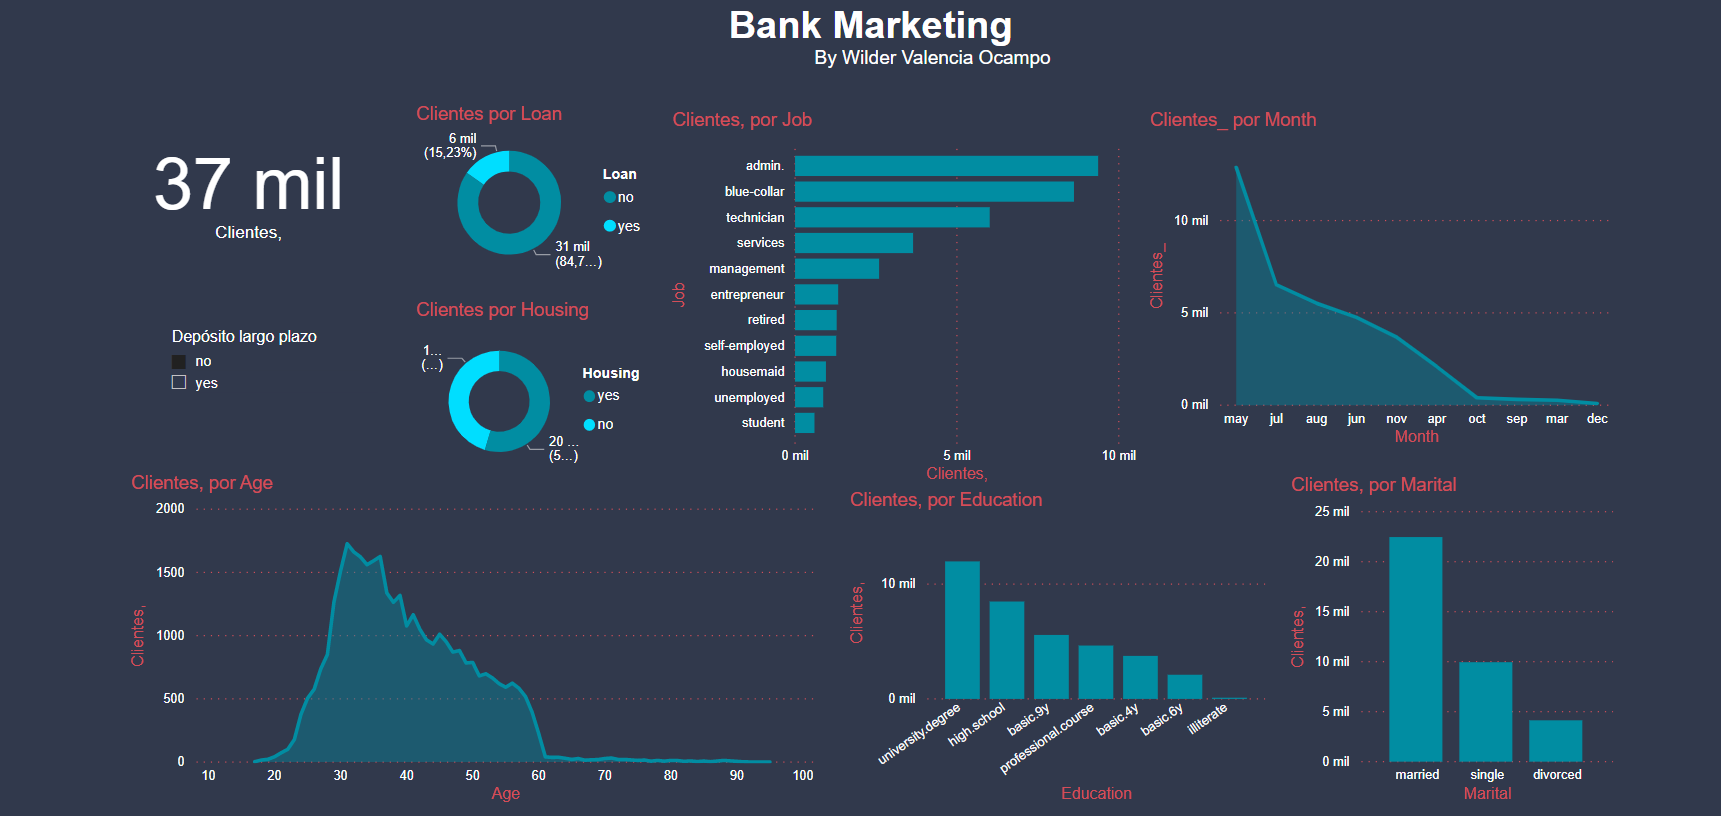 Bank Marketing
By Wilder Valencia Ocampo
37 mil
Clientes,
Depósito largo plazo
no
yes
Clientes por Loan
6 mil
(15,23%)
31 mil
(84,7...)
Loan
no
yes
Clientes por Housing
1...
(...)
20 ...
(5...)
Housing
yes
no
Clientes, por Job
Job
admin.
blue-collar
technician
services
management
entrepreneur
retired
self-employed
housemaid
unemployed
student
0 mil 5 mil 10 mil
Clientes,
Clientes_ por Month
Clientes_
10 mil
5 mil
0 mil
may jul aug jun nov apr oct sep mar dec
Month
Clientes, por Age
Clientes,
2000
1500
1000
500
0
10 20 30 40 50 60 70 80 90 100
Age
Clientes, por Education
Clientes,
10 mil
0 mil
university.degree
high.school
basic.9y
professional.course
basic.4y
basic.6y
illiterate
Education
Clientes, por Marital
Clientes,
25 mil
20 mil
15 mil
10 mil
5 mil
0 mil
married single divorced
Marital